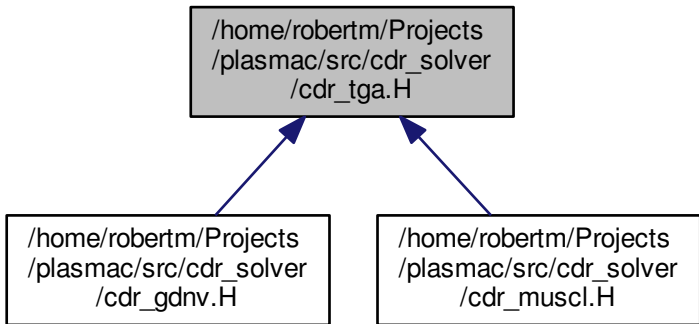 /home/robertm/Projects
/plasmac/src/cdr_solver
/cdr_tga.H
/home/robertm/Projects
/plasmac/src/cdr_solver
/cdr_gdnv.H
/home/robertm/Projects
/plasmac/src/cdr_solver
/cdr_muscl.H